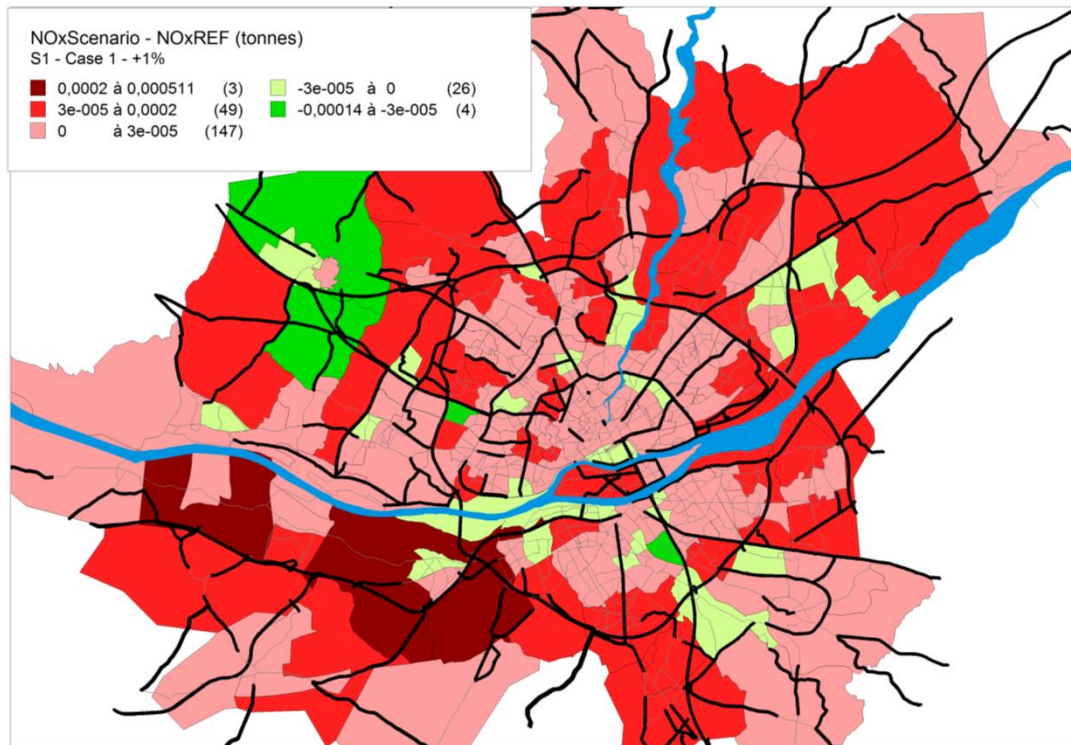 NOxScenario - NOxREF (tonnes)
S1 - Case 1 - +1%
0,0002 à 0,000511 (3)
3e-005 à 0,0002 (49)
0 à 3e-005 (147)
-3e-005 à 0 (26)
-0,00014 à -3e-005 (4)